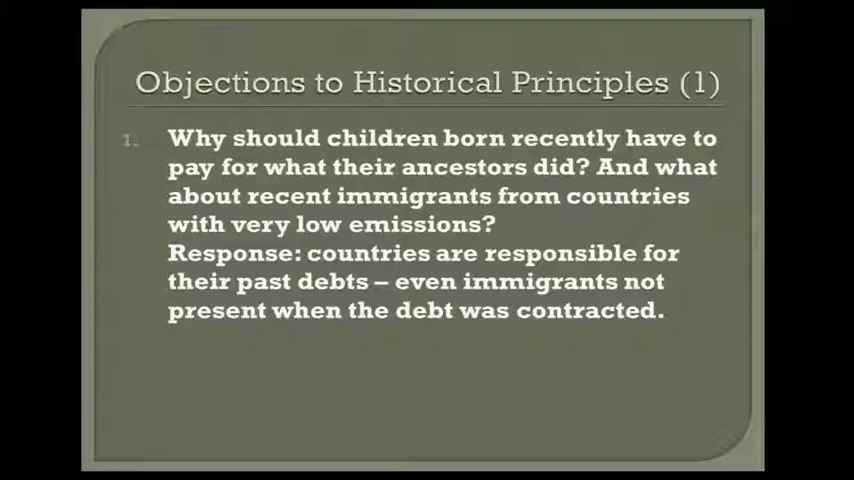 Objections to Historical Principles (1)
1. Why should children born recently have to
pay for what their ancestors did? And what
about recent immigrants from countries
with very low emissions?
Response: countries are responsible for
their past debts – even immigrants not
present when the debt was contracted.